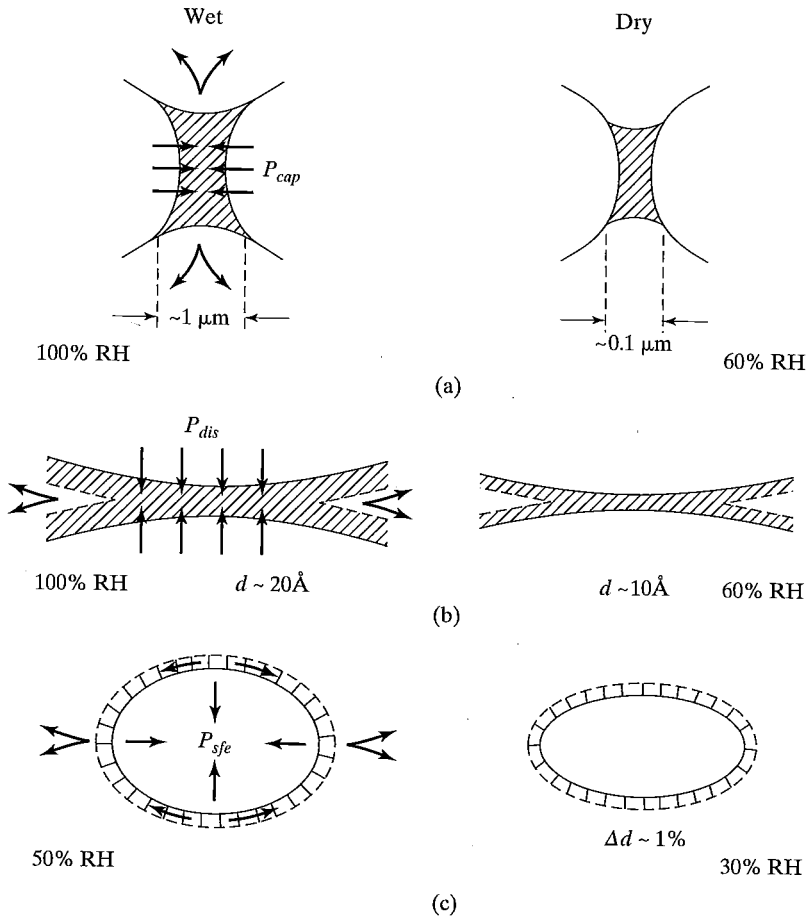 Wet
Dry
P_cap
~1 μm
~0.1 μm
100% RH
60% RH
(a)
P_dis
100% RH
d ~ 20Å
d ~10Å
60% RH
(b)
P_sfe
50% RH
Δd ~ 1%
30% RH
(c)